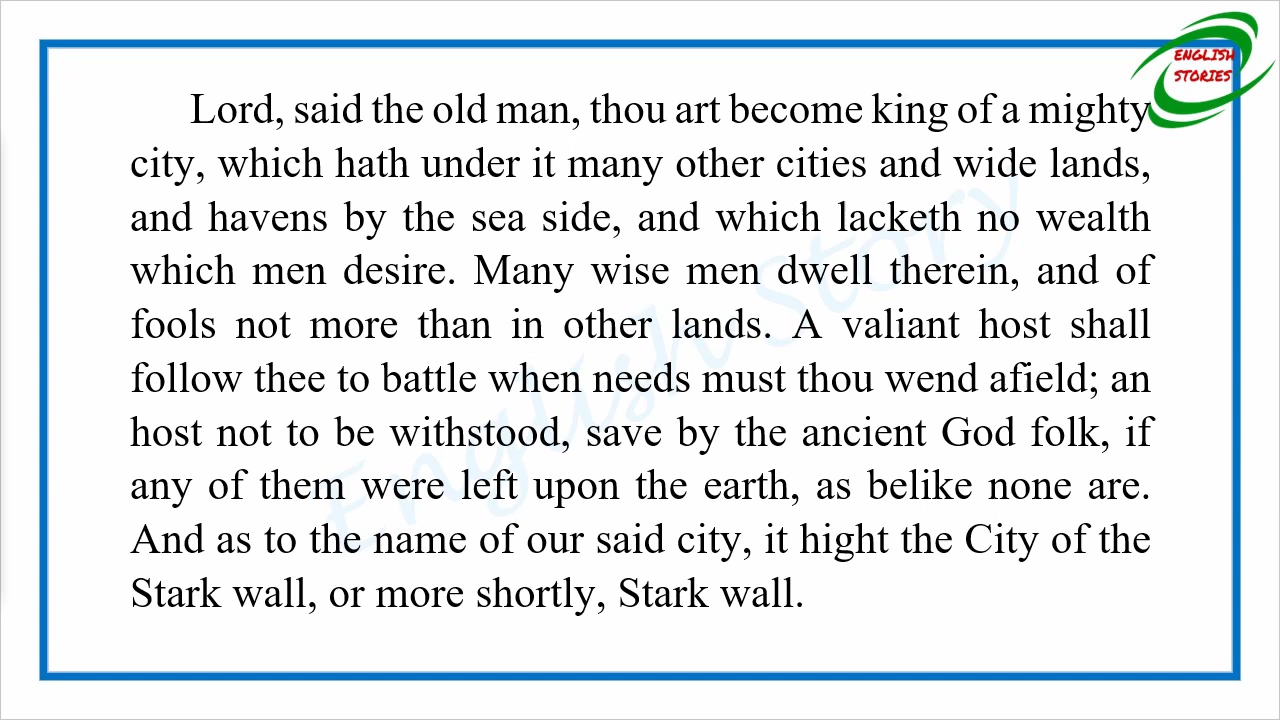 ENGLISH
STORIES
Lord, said the old man, thou art become king of a mighty
city, which hath under it many other cities and wide lands,
and havens by the sea side, and which lacketh no wealth
which men desire. Many wise men dwell therein, and of
fools not more than in other lands. A valiant host shall
follow thee to battle when needs must thou wend afield; an
host not to be withstood, save by the ancient God folk, if
any of them were left upon the earth, as belike none are.
And as to the name of our said city, it hight the City of the
Stark wall, or more shortly, Stark wall.
English Story